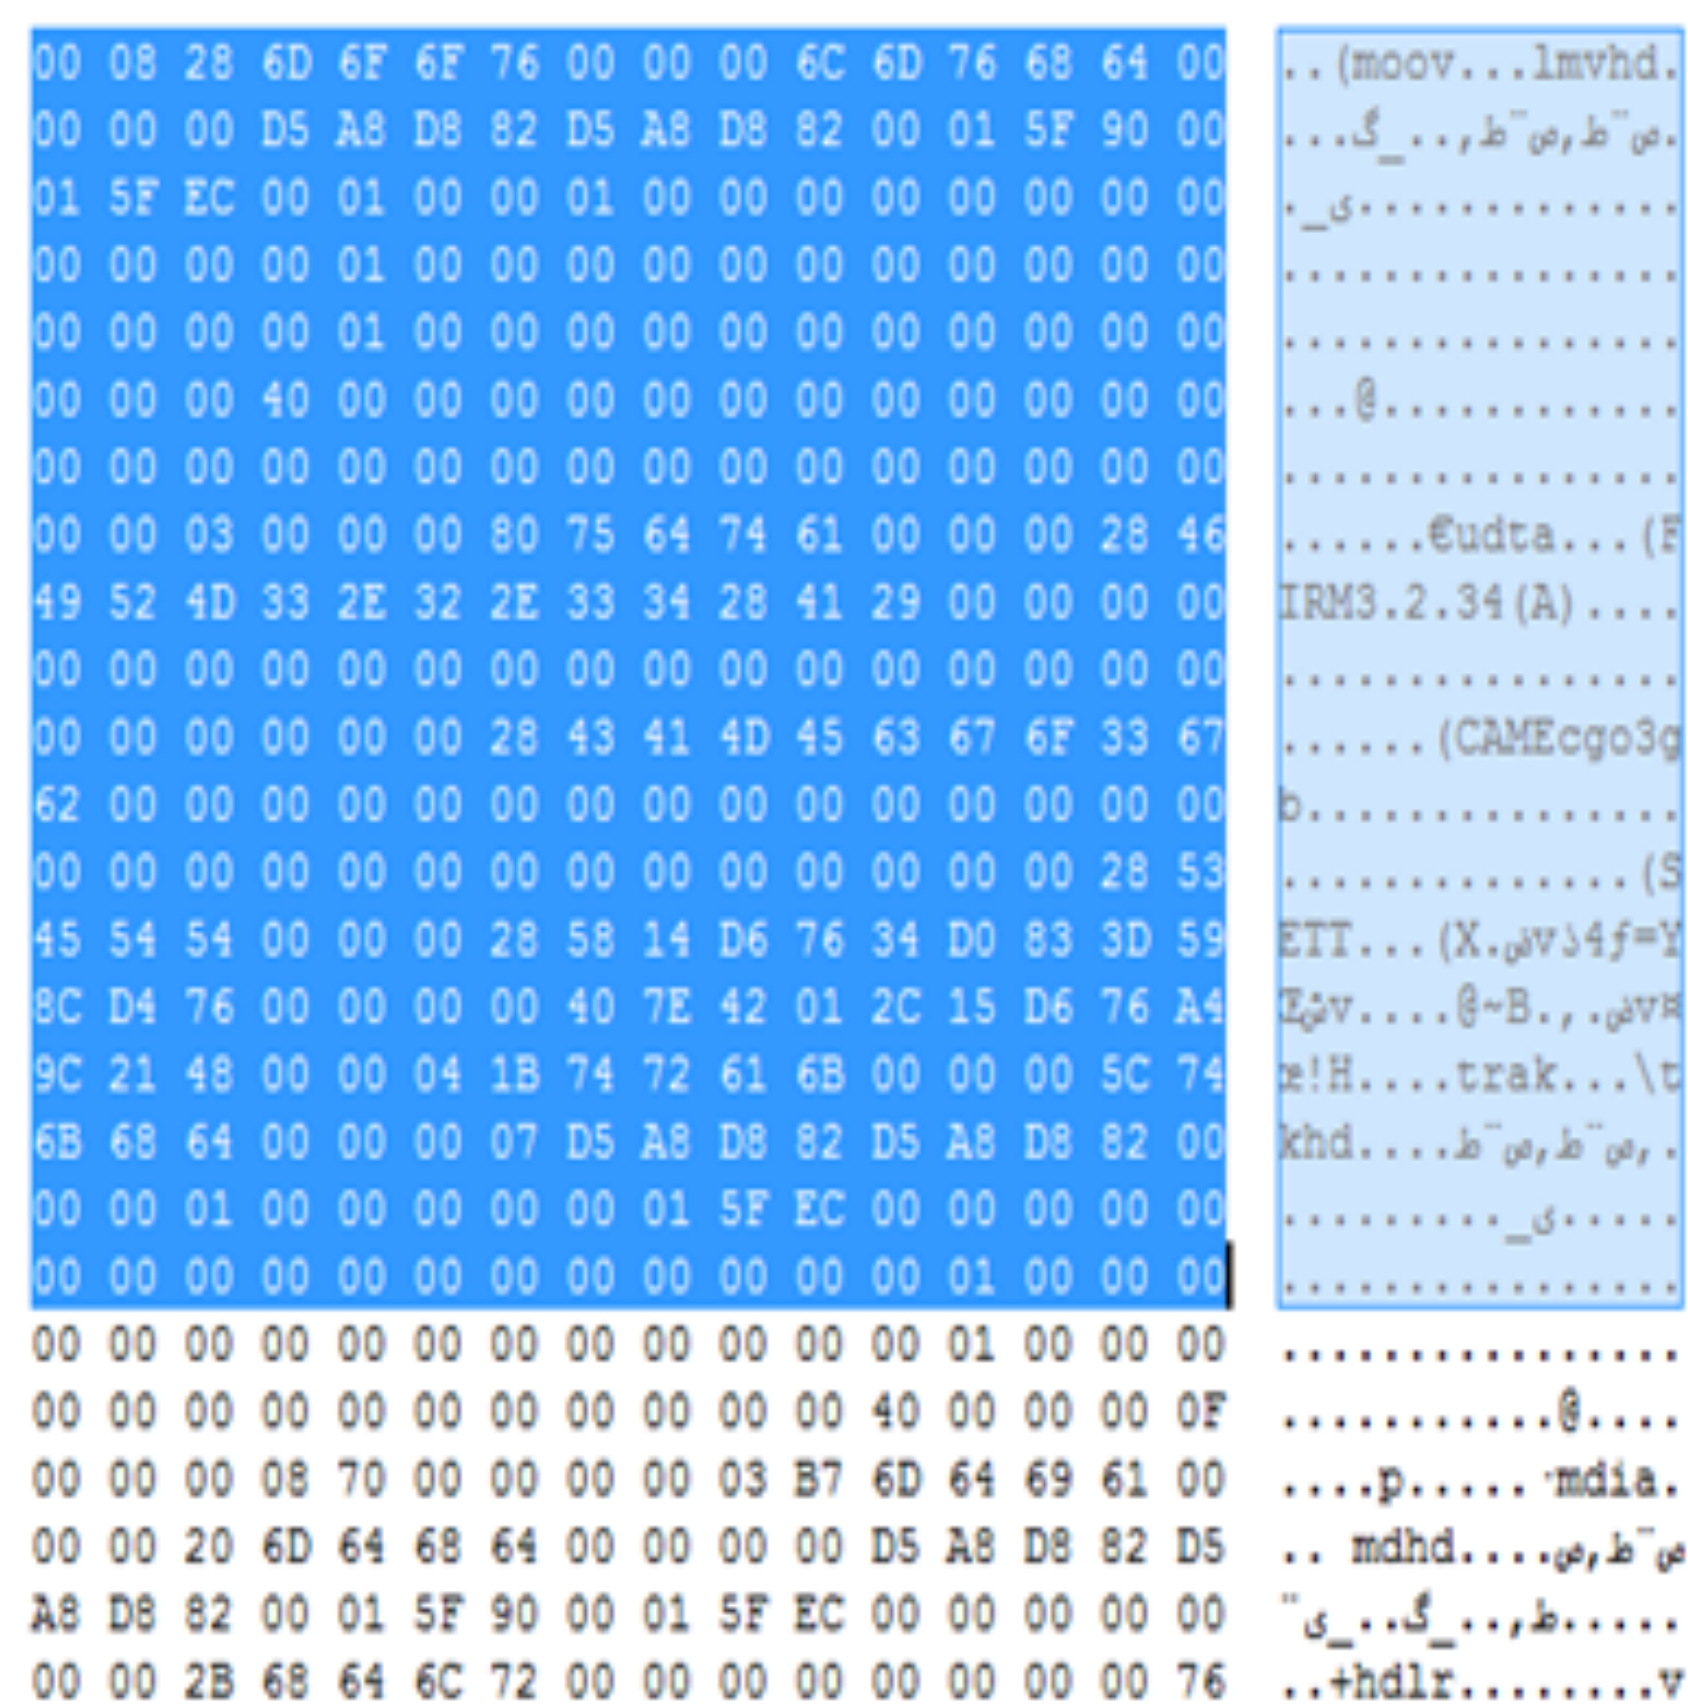 00 08 28 6D 6F 6F 76 00 00 00 6C 6D 76 68 64 00 ..(moov...lmvhd.
00 00 00 D5 A8 D8 82 D5 A8 D8 82 00 01 5F 90 00
01 5F EC 00 01 00 00 01 00 00 00 00 00 00 00 00 ._ى.............
00 00 00 00 01 00 00 00 00 00 00 00 00 00 00 00 ................
00 00 00 00 01 00 00 00 00 00 00 00 00 00 00 00 ................
00 00 00 40 00 00 00 00 00 00 00 00 00 00 00 00 ...@............
00 00 00 00 00 00 00 00 00 00 00 00 00 00 00 00 ................
00 00 03 00 00 00 80 75 64 74 61 00 00 00 28 46 ......€udta...(F
49 52 4D 33 2E 32 2E 33 34 28 41 29 00 00 00 00 IRM3.2.34(A)....
00 00 00 00 00 00 00 00 00 00 00 00 00 00 00 00 ................
00 00 00 00 00 00 28 43 41 4D 45 63 67 6F 33 67 ......(CAMEcgo3g
62 00 00 00 00 00 00 00 00 00 00 00 00 00 00 00 b...............
00 00 00 00 00 00 00 00 00 00 00 00 00 00 28 53 ..............(S
45 54 54 00 00 00 28 58 14 D6 76 34 D0 83 3D 59 ETT...(X.ضv4ذƒ=Y
8C D4 76 00 00 00 00 40 7E 42 01 2C 15 D6 76 A4 Œشv....@~B.,.ضv¤
9C 21 48 00 00 04 1B 74 72 61 6B 00 00 00 5C 74 œ!H....trak...\t
6B 68 64 00 00 00 07 D5 A8 D8 82 D5 A8 D8 82 00
00 00 01 00 00 00 00 00 01 5F EC 00 00 00 00 00 ........._ى.....
00 00 00 00 00 00 00 00 00 00 00 00 01 00 00 00 ................
00 00 00 00 00 00 00 00 00 00 00 00 01 00 00 00 ................
00 00 00 00 00 00 00 00 00 00 00 40 00 00 00 0F ...........@....
00 00 00 08 70 00 00 00 00 03 B7 6D 64 69 61 00 ....p.....·mdia.
00 00 20 6D 64 68 64 00 00 00 00 D5 A8 D8 82 D5
A8 D8 82 00 01 5F 90 00 01 5F EC 00 00 00 00 00
00 00 2B 68 64 6C 72 00 00 00 00 00 00 00 00 76 ..+hdlr........v